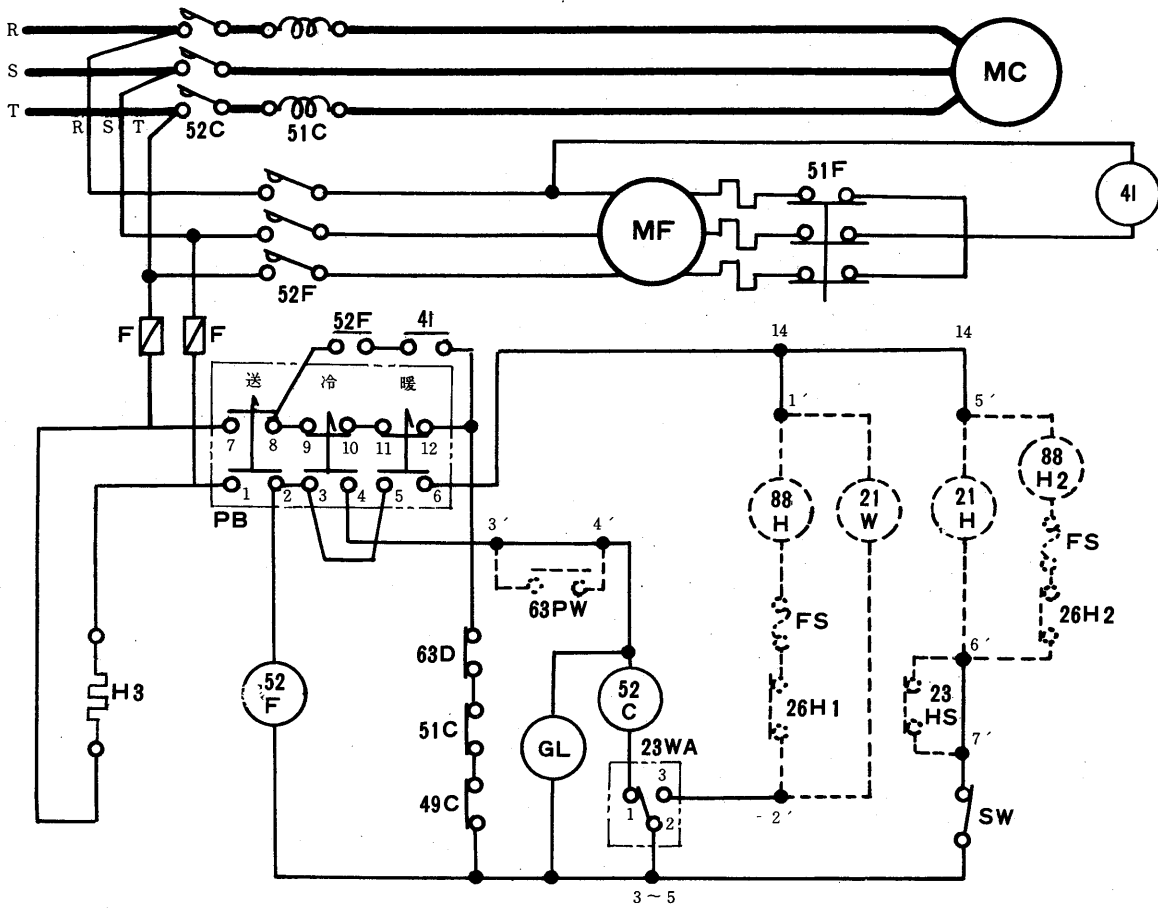 R
MC
S
T
R S T
52C
51C
51F
41
MF
52F
F
F
52F
41
14
14
送 冷 暖
1´
5´
7 8 9 10 11 12
1 2 3 4 5 6
PB
88
H
21
W
21
H
88
H2
3´
4´
FS
63PW
26H2
FS
6´
63D
H3
52
F
52
C
23
HS
26H1
51C
GL
23WA
7´
3
49C
1
2
- 2´
SW
3～5